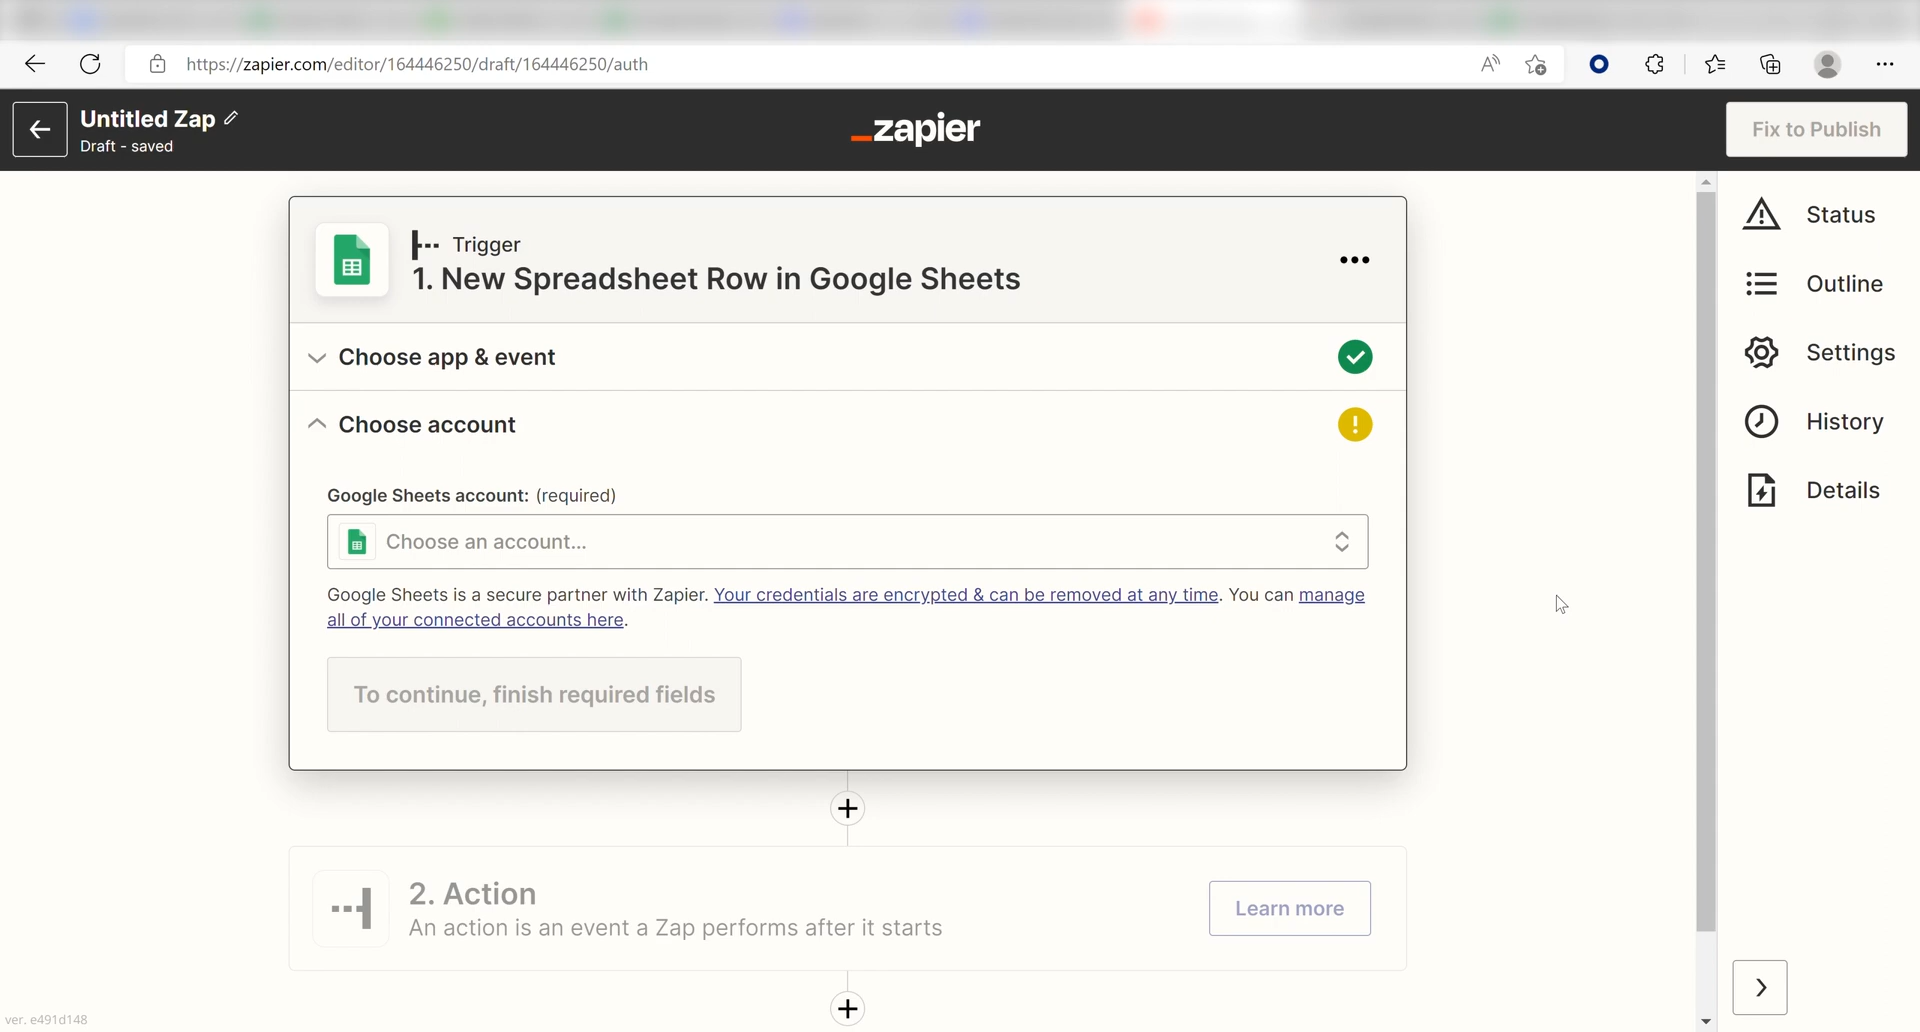 https://zapier.com/editor/164446250/draft/164446250/auth
Untitled Zap
Draft - saved
zapier
Fix to Publish
Trigger
1. New Spreadsheet Row in Google Sheets
Choose app & event
Choose account
Google Sheets account: (required)
Choose an account...
Google Sheets is a secure partner with Zapier. Your credentials are encrypted & can be removed at any time. You can manage
all of your connected accounts here.
To continue, finish required fields
2. Action
An action is an event a Zap performs after it starts
Learn more
Status
Outline
Settings
History
Details
ver. e491d148